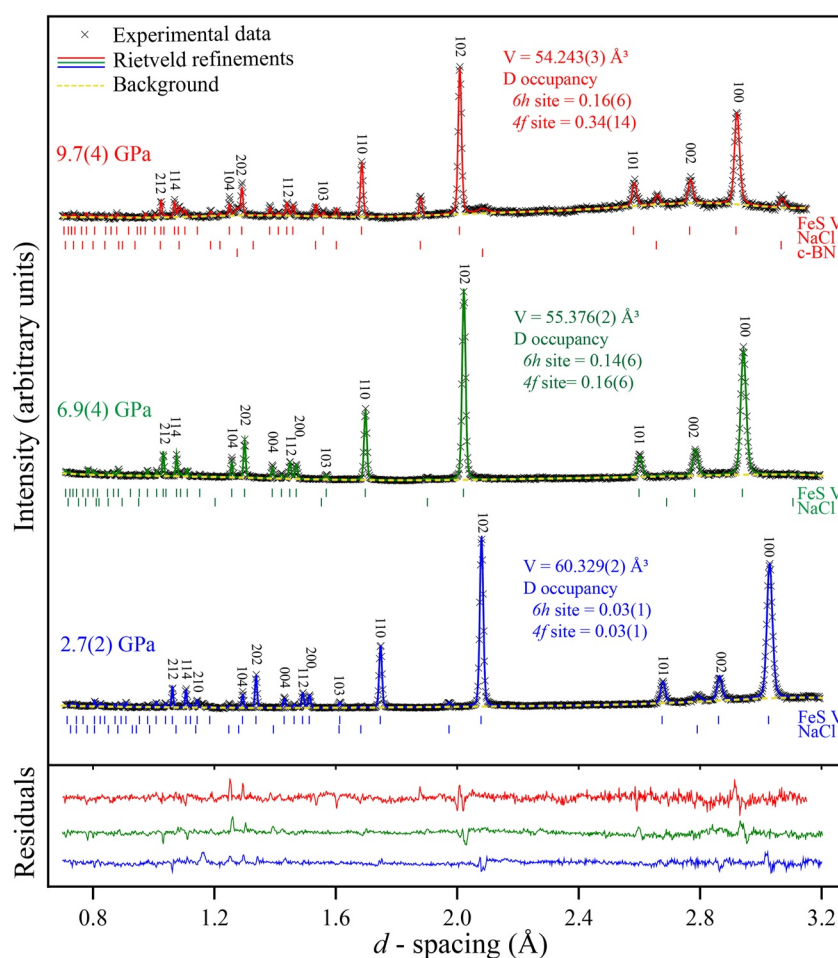 Experimental data
Rietveld refinements
Background
9.7(4) GPa
V = 54.243(3) Å³
D occupancy
6h site = 0.16(6)
4f site = 0.34(14)
212
114
104
202
112
103
110
102
101
002
100
FeS V
NaCl
c-BN
6.9(4) GPa
V = 55.376(2) Å³
D occupancy
6h site = 0.14(6)
4f site= 0.16(6)
212
114
104
202
004
112
200
103
110
102
101
002
100
FeS V
NaCl
2.7(2) GPa
V = 60.329(2) Å³
D occupancy
6h site = 0.03(1)
4f site = 0.03(1)
212
114
210
104
202
004
112
200
103
110
102
101
002
100
FeS V
NaCl
Intensity (arbitrary units)
Residuals
0.8 1.2 1.6 2.0 2.4 2.8 3.2
d - spacing (Å)